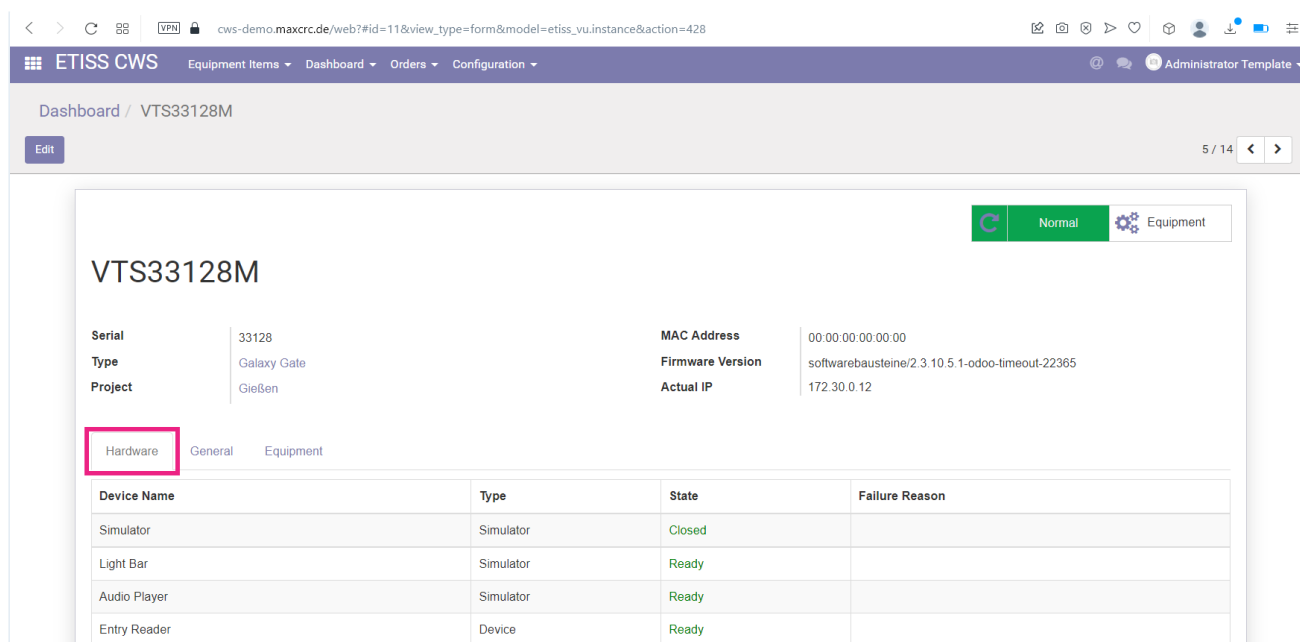 VPN cws-demo.maxcrc.de/web?#id=11&view_type=form&model=etiss_vu.instance&action=428
ETISS CWS Equipment Items Dashboard Orders Configuration @ Administrator Template
Dashboard / VTS33128M
Edit 5 / 14
Normal Equipment
VTS33128M
Serial 33128 MAC Address 00:00:00:00:00:00
Type Galaxy Gate Firmware Version softwarebausteine/2.3.10.5.1-odoo-timeout-22365
Project Gießen Actual IP 172.30.0.12
Hardware General Equipment
Device Name Type State Failure Reason
Simulator Simulator Closed
Light Bar Simulator Ready
Audio Player Simulator Ready
Entry Reader Device Ready